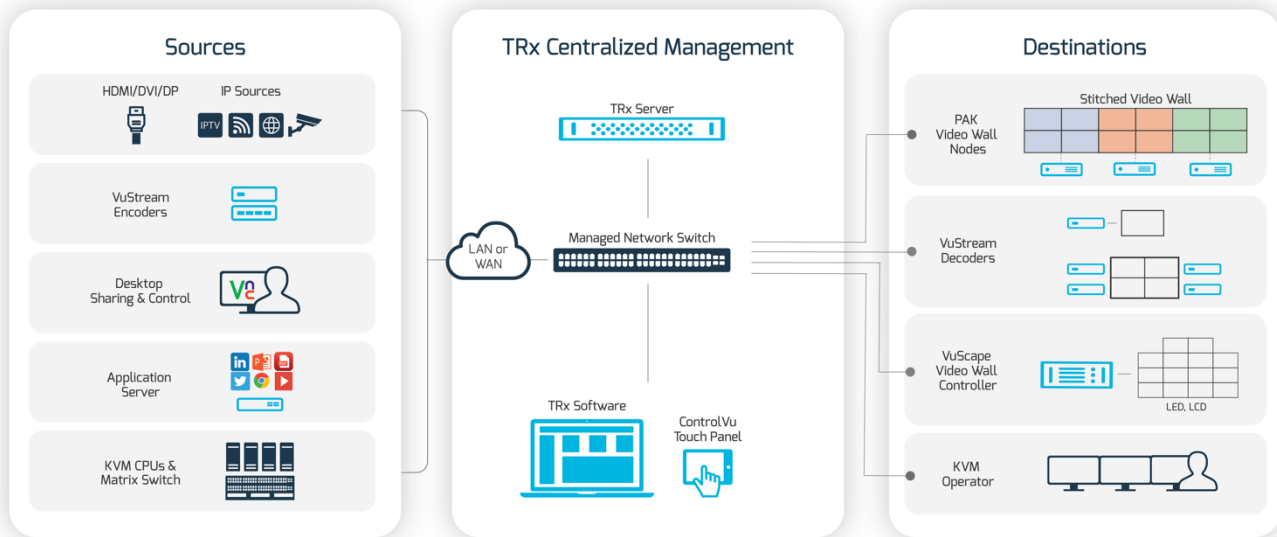 Sources
HDMI/DVI/DP
IP Sources
IPTV
VuStream
Encoders
Desktop
Sharing & Control
Vnc
Application
Server
in
P
KVM CPUs &
Matrix Switch
TRx Centralized Management
TRx Server
LAN or
WAN
Managed Network Switch
TRx Software
ControlVu
Touch Panel
Destinations
PAK
Video Wall
Nodes
Stitched Video Wall
VuStream
Decoders
VuScape
Video Wall
Controller
LED, LCD
KVM
Operator